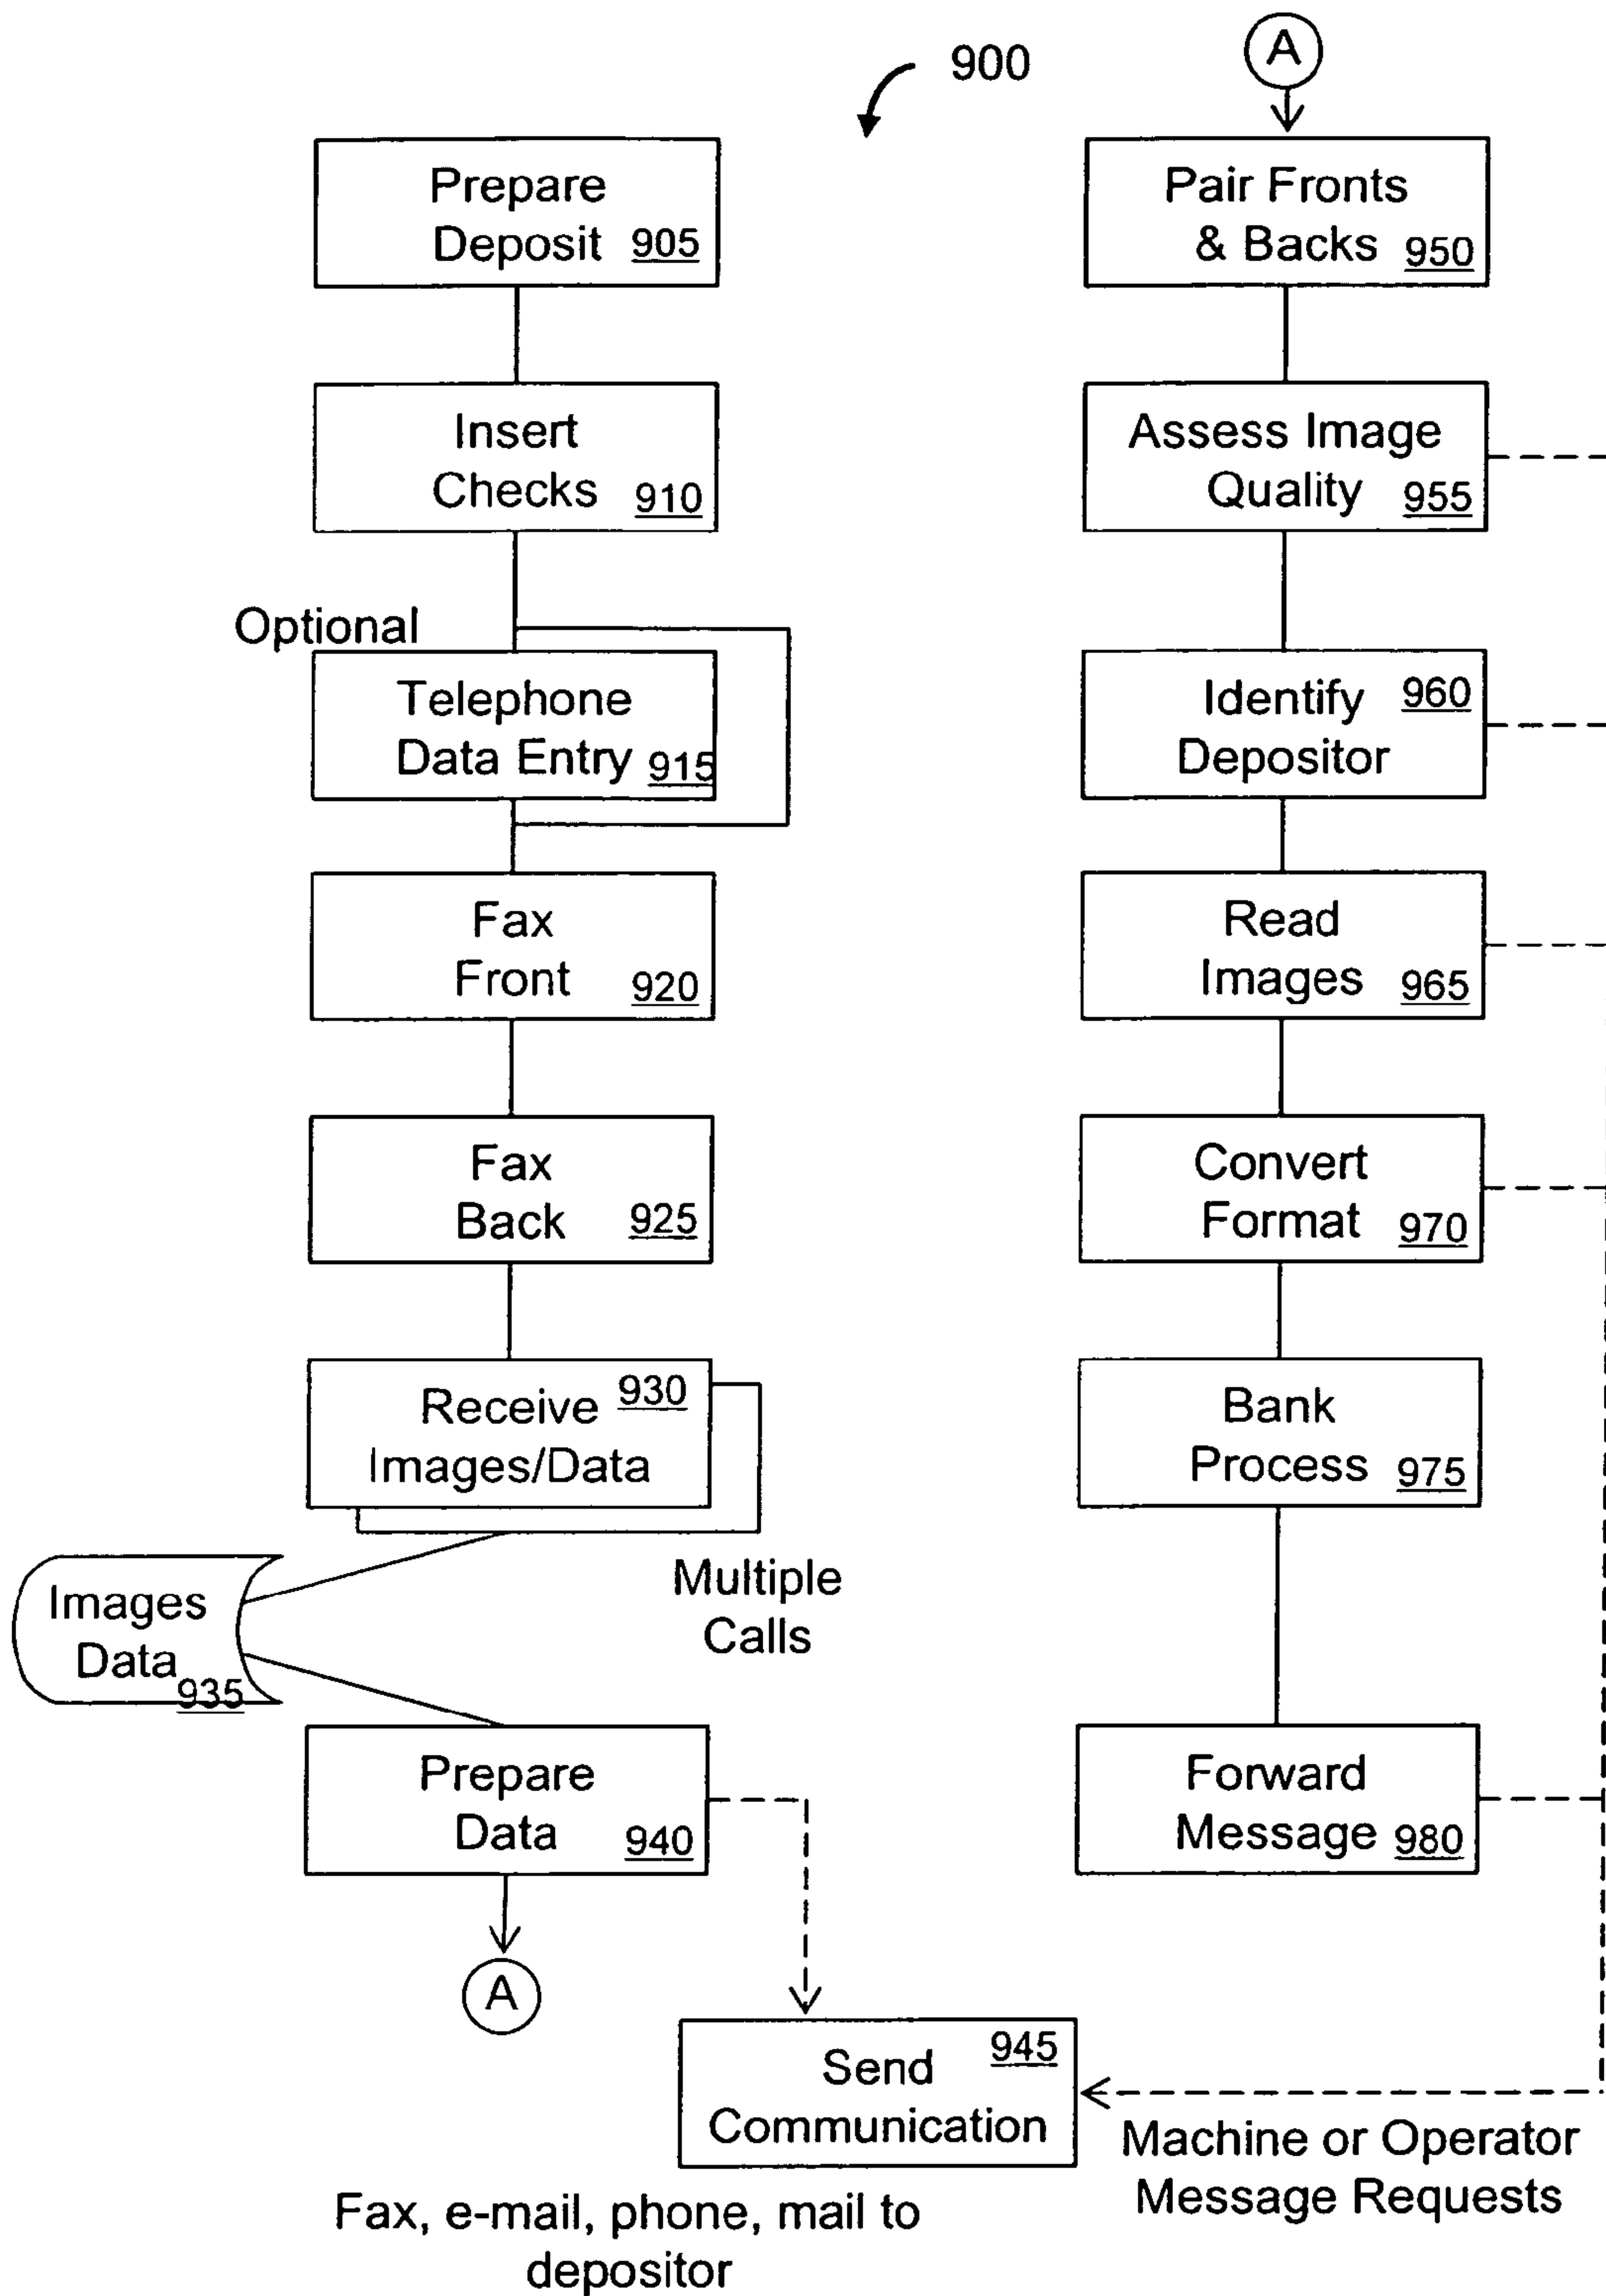 900
Prepare
Deposit 905
Insert
Checks 910
Optional
Telephone
Data Entry 915
Fax
Front 920
Fax
Back 925
Receive 930
Images/Data
Multiple
Calls
Images
Data 935
Prepare
Data 940
A
Send 945
Communication
Fax, e-mail, phone, mail to
depositor
A
Pair Fronts
& Backs 950
Assess Image
Quality 955
Identify 960
Depositor
Read
Images 965
Convert
Format 970
Bank
Process 975
Forward
Message 980
Machine or Operator
Message Requests